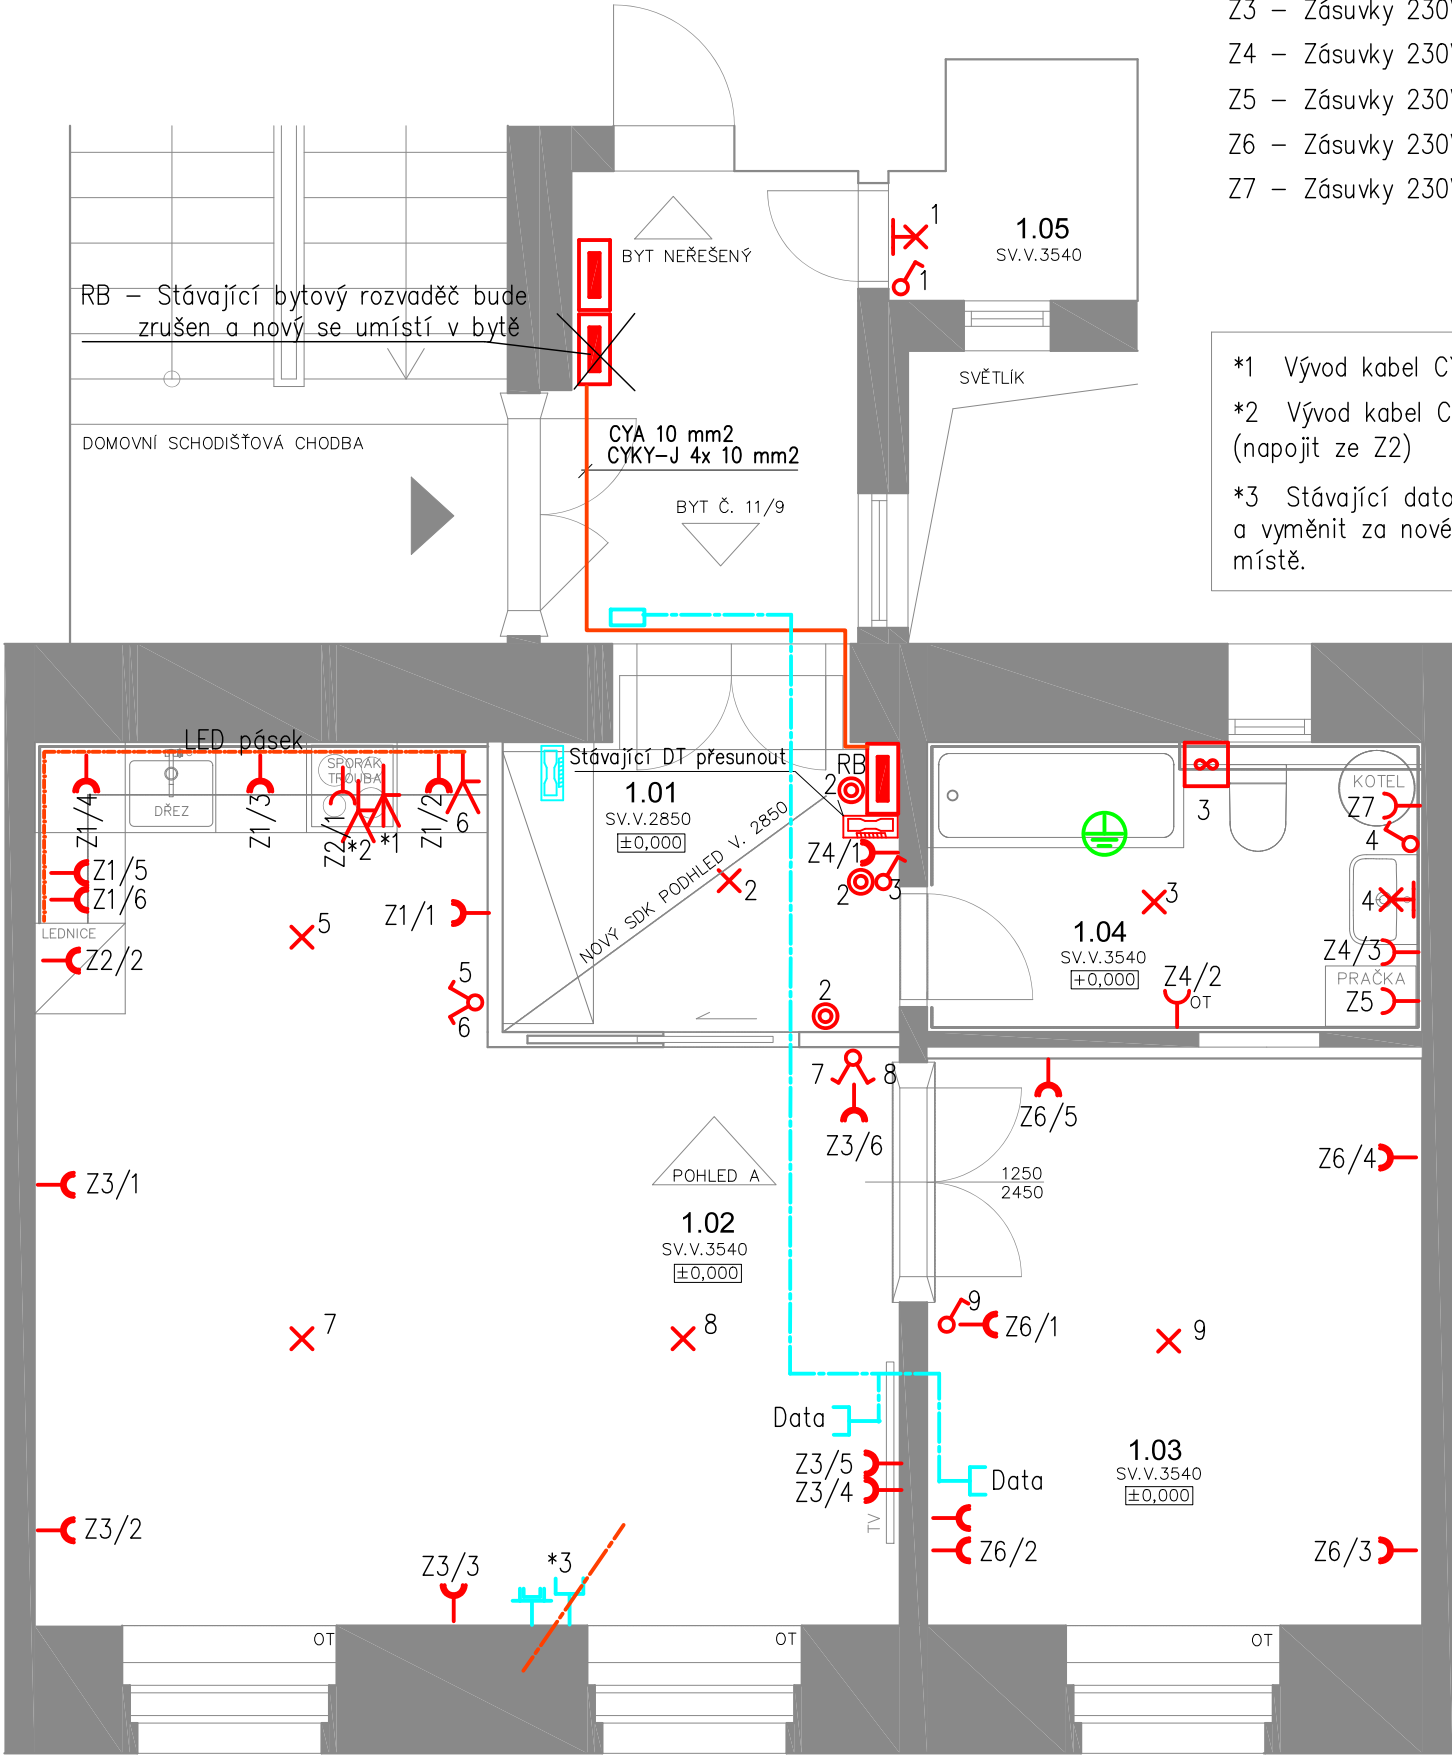 Z3 – Zásuvky 230
Z4 – Zásuvky 230
Z5 – Zásuvky 230
Z6 – Zásuvky 230
Z7 – Zásuvky 230
1
1.05
SV.V.3540
1
BYT NEŘEŠENÝ
RB – Stávající bytový rozvaděč bude
zrušen a nový se umístí v bytě
SVĚTLÍK
*1 Vývod kabel
*2 Vývod kabel
(napojit ze Z2)
*3 Stávající
a vyměnit za nové
místě.
DOMOVNÍ SCHODIŠŤOVÁ CHODBA
CYA 10 mm2
CYKY–J 4x 10 mm2
BYT Č. 11/9
LED pásek
SPORÁK
TROUBA
DŘEZ
Z1/4
Z1/3
Z2/1
*2
*1
Z1/2
6
Stávající DT přesunout
RB
2
1.01
SV.V.2850
±0,000
NOVÝ SDK PODHLED V. 2850
Z4/1
2
3
2
3
KOTEL
Z7
4
Z1/5
Z1/6
LEDNICE
Z2/2
5
Z1/1
5
6
2
3
4
1.04
SV.V.3540
+0,000
Z4/2
OT
Z4/3
PRAČKA
Z5
7
8
Z3/6
Z6/5
Z6/4
Z3/1
POHLED A
1250
2450
1.02
SV.V.3540
±0,000
7
8
9
Z6/1
9
Data
Z3/5
Z3/4
TV
Data
1.03
SV.V.3540
±0,000
Z3/2
Z3/3
*3
Z6/2
Z6/3
OT
OT
OT